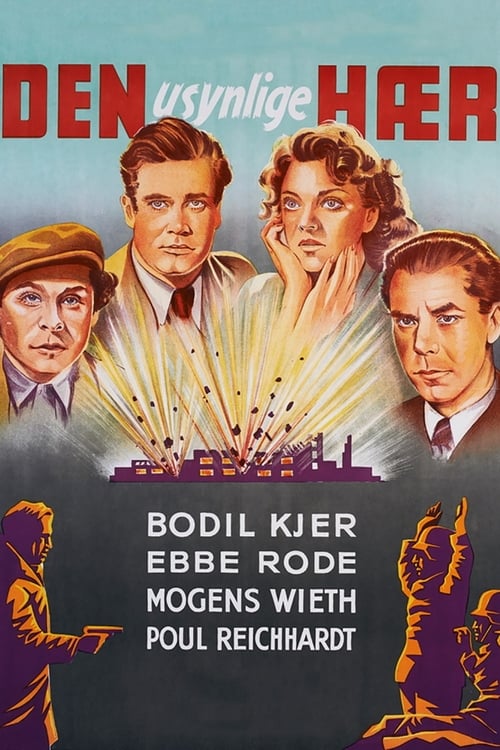 DEN usynlige HÆR
BODIL KJER
EBBE RODE
MOGENS WIETH
POUL REICHHARDT